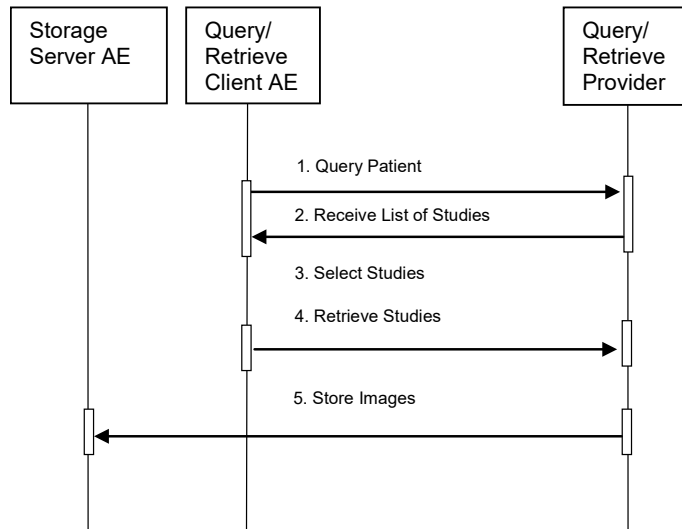 Storage
Server AE
Query/
Retrieve
Client AE
Query/
Retrieve
Provider
1. Query Patient
2. Receive List of Studies
3. Select Studies
4. Retrieve Studies
5. Store Images